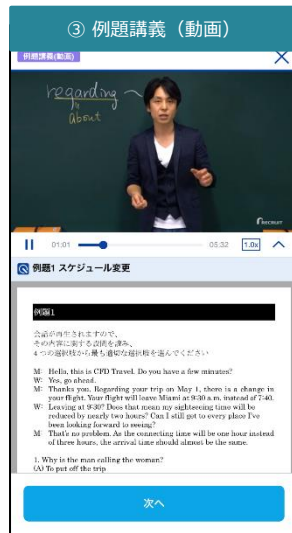 ③ 例題講義（動画）
例題講義(動画)
regarding
about
RECRUIT
01:01
05:32
1.0x
例題1 スケジュール変更
例題1
会話が再生されますので、
その内容に関する設問を読み、
4つの選択肢から最も適切な選択肢を選んでください
M: Hello, this is CFD Travel. Do you have a few minutes?
W: Yes, go ahead.
M: Thanks you. Regarding your trip on May 1, there is a change in
your flight. Your flight will leave Miami at 9:30 a.m. instead of 7:40.
W: Leaving at 9:30? Does that mean my sightseeing time will be
reduced by nearly two hours? Can I still get to every place I've
been looking forward to seeing?
M: That's no problem. As the connecting time will be one hour instead
of three hours, the arrival time should almost be the same.
1. Why is the man calling the woman?
(A) To put off the trip
次へ